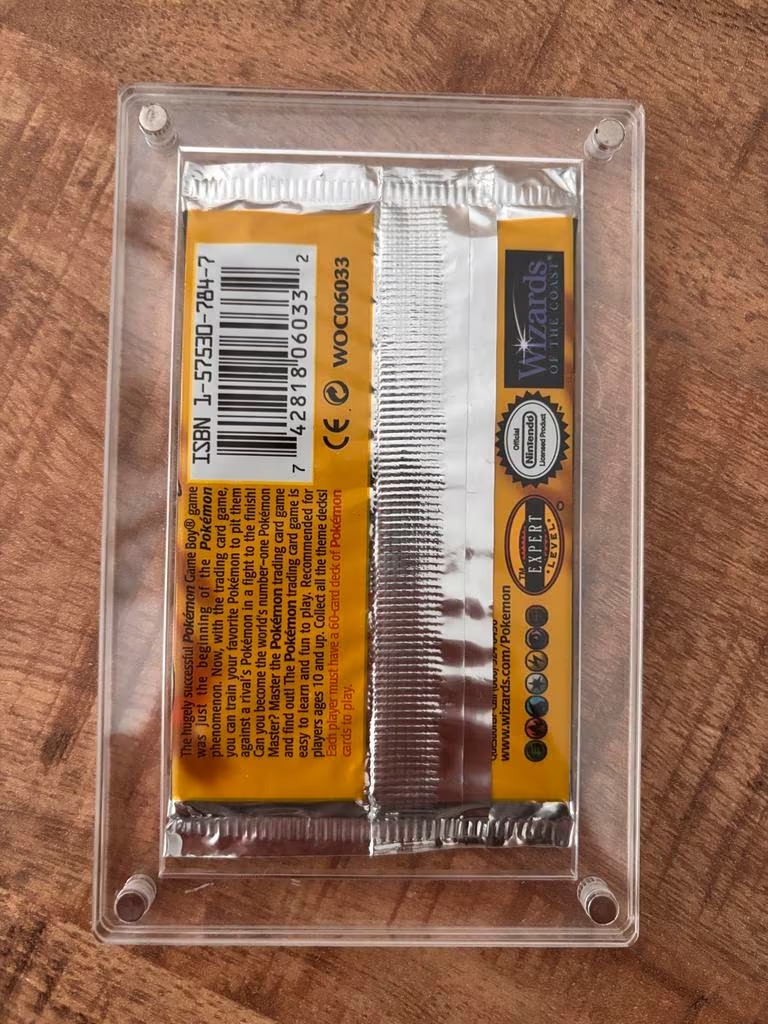 ISBN 1-57530-784-7
7 42818 06033 2
CE
WOC06033
The hugely successful Pokémon Game Boy® game
was just the beginning of the Pokémon
phenomenon. Now, with the trading card game,
you can train your favorite Pokémon to pit them
against a rival's Pokémon in a fight to the finish!
Can you become the world's number–one Pokémon
Master? Master the Pokémon trading card game
and find out! The Pokémon trading card game is
easy to learn and fun to play. Recommended for
players ages 10 and up. Collect all the theme decks!
Each player must have a 60-card deck of Pokémon
cards to play.
Wizards
OF THE COAST®
Official
Nintendo
Licensed Product
TM
EXPERT
LEVEL
www.wizards.com/Pokemon